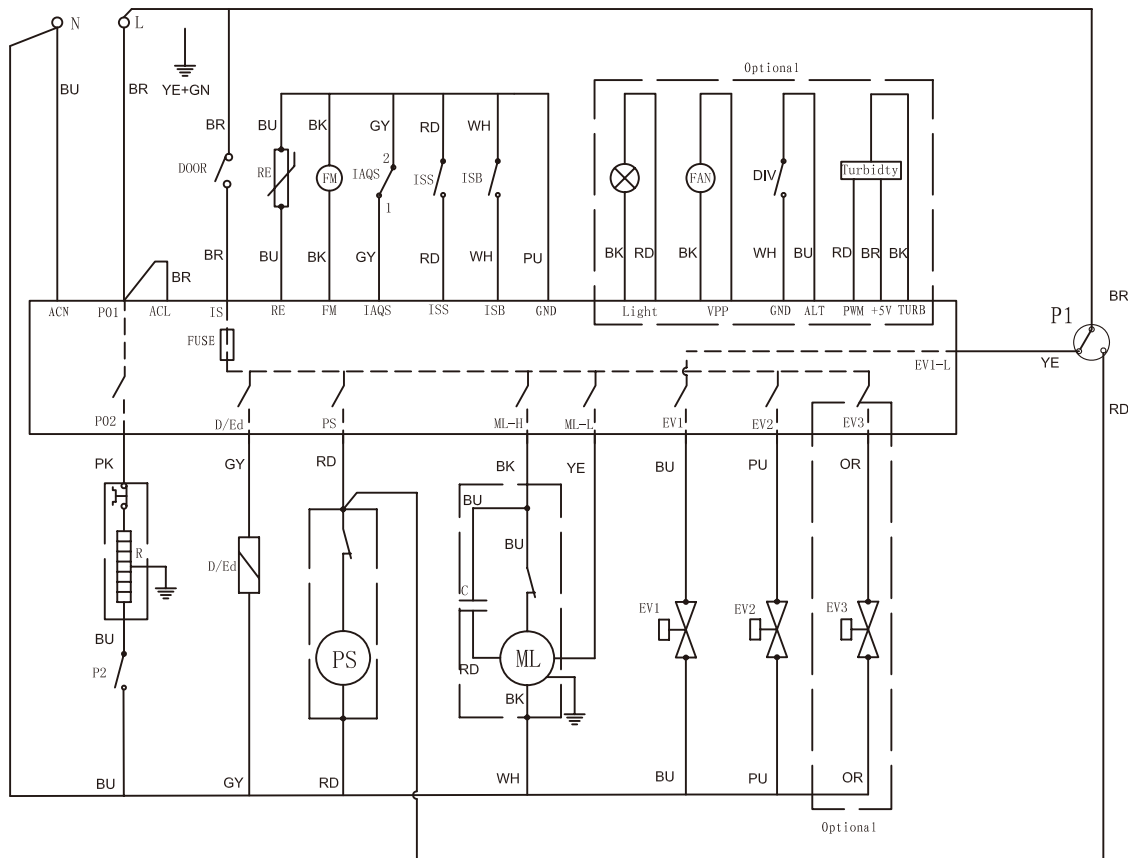 N L
Optional
BU BR YE+GN
BR BU BK GY RD WH
DOOR RE FM IAQS 2 1 ISS ISB FAN DIV Turbidty
BR BR BU BK GY RD WH PU BK RD BK WH BU RD BR BK
ACN P01 ACL IS RE FM IAQS ISS ISB GND Light VPP GND ALT PWM +5V TURB
BR
P1
FUSE
EV1-L YE
RD
P02 D/Ed PS ML-H ML-L EV1 EV2 EV3
PK GY RD BK YE BU PU OR
BU
R D/Ed BU
C EV1 EV2 EV3
BU PS ML
P2 RD
BK
BU GY RD WH BU PU OR
Optional